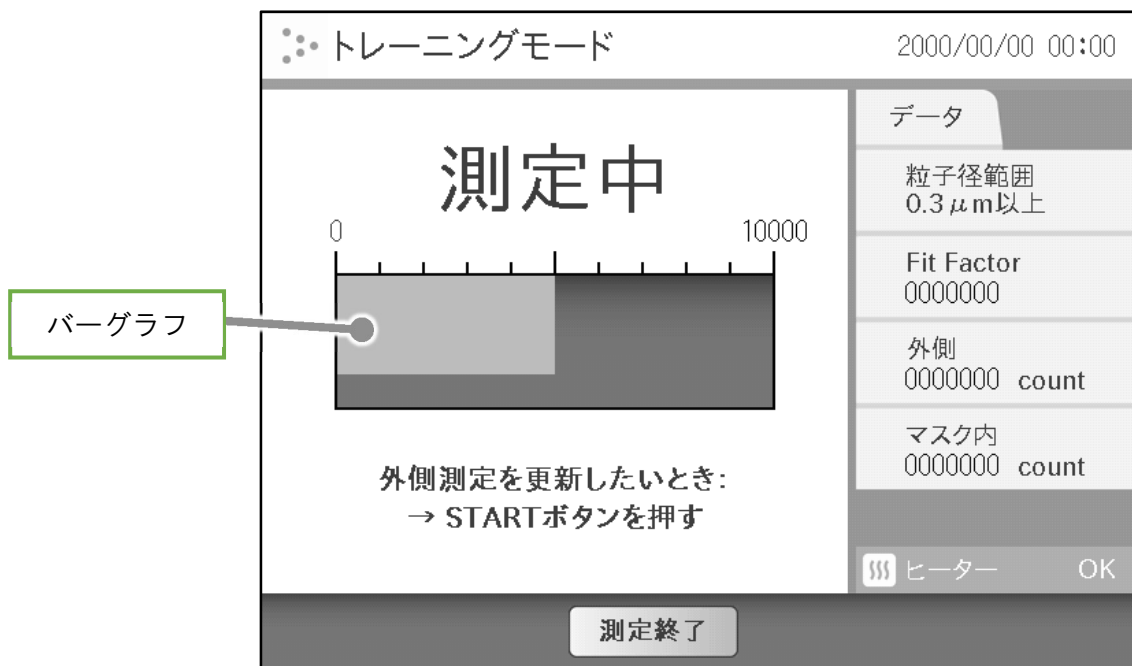 トレーニングモード
2000/00/00 00:00
測定中
0
10000
バーグラフ
外側測定を更新したいとき:
→ STARTボタンを押す
データ
粒子径範囲
0.3μm以上
Fit Factor
0000000
外側
0000000 count
マスク内
0000000 count
ヒーター OK
測定終了